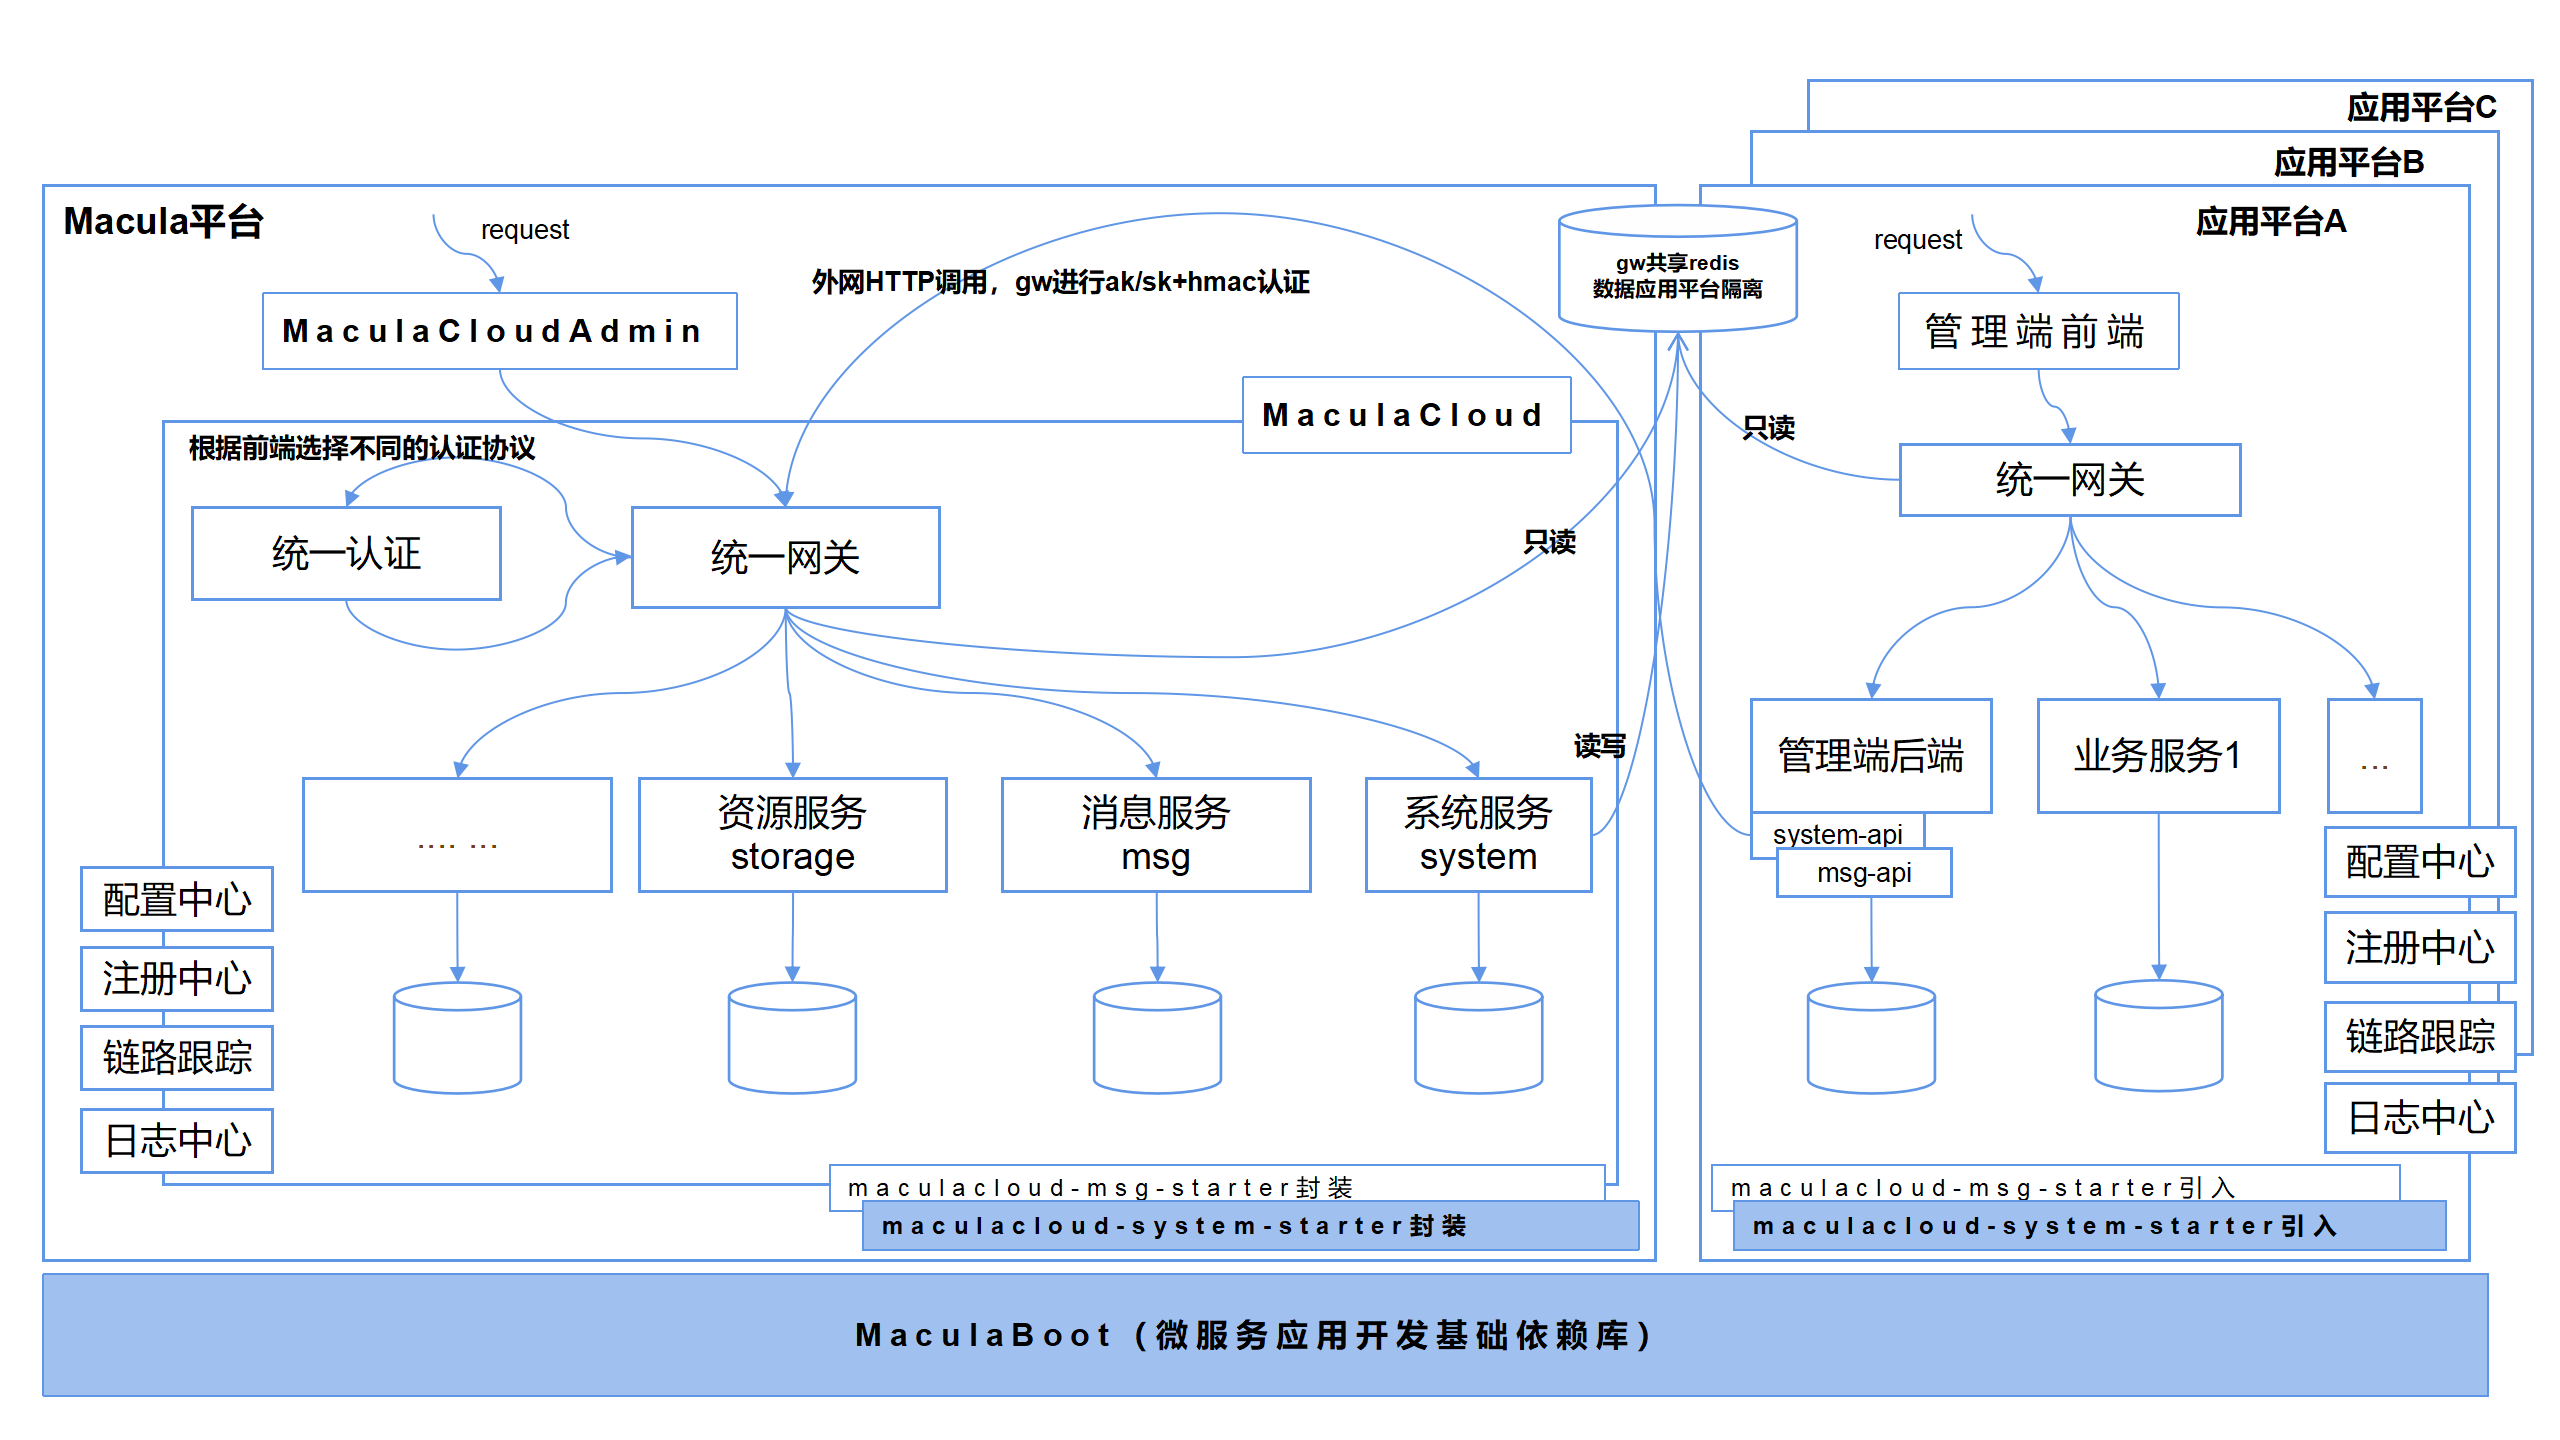 应用平台C
应用平台B
Macula平台
request
应用平台A
request
外网HTTP调用，gw进行ak/sk+hmac认证
gw共享redis
数据应用平台隔离
MaculaCloudAdmin
管理端前端
MaculaCloud
只读
根据前端选择不同的认证协议
统一认证
统一网关
只读
统一网关
读写
管理端后端
业务服务1
...
.... ...
资源服务
storage
消息服务
msg
系统服务
system
system-api
msg-api
配置中心
注册中心
链路跟踪
日志中心
配置中心
注册中心
链路跟踪
日志中心
maculacloud-msg-starter封装
maculacloud-system-starter封装
maculacloud-msg-starter引入
maculacloud-system-starter引入
MaculaBoot（微服务应用开发基础依赖库）